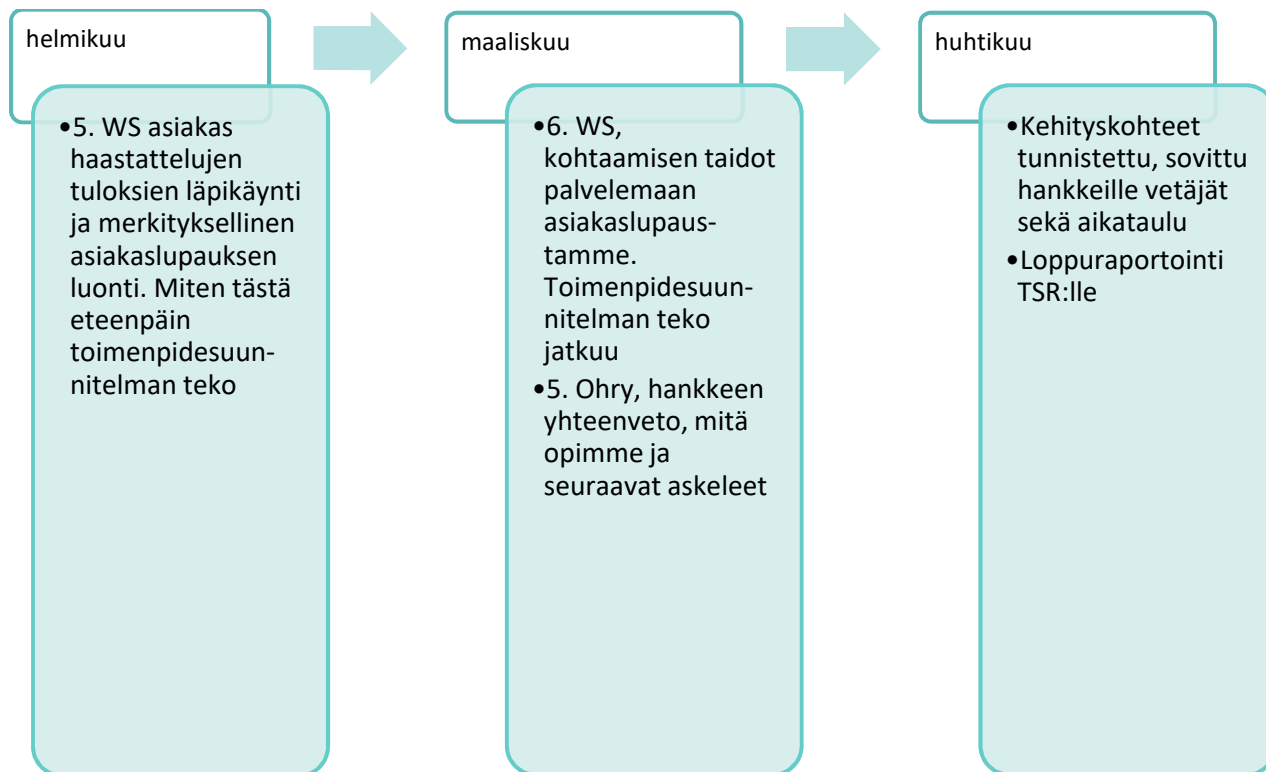 helmikuu
•5. WS asiakas
haastattelujen
tuloksien läpikäynti
ja merkityksellinen
asiakaslupauksen
luonti. Miten tästä
eteenpäin
toimenpidesuun-
nitelman teko
maaliskuu
•6. WS,
kohtaamisen taidot
palvelemaan
asiakaslupaus-
tamme.
Toimenpidesuun-
nitelman teko
jatkuu
•5. Ohry, hankkeen
yhteenveto, mitä
opimme ja
seuraavat askeleet
huhtikuu
•Kehityskohteet
tunnistettu, sovittu
hankkeille vetäjät
sekä aikataulu
•Loppuraportointi
TSR:lle